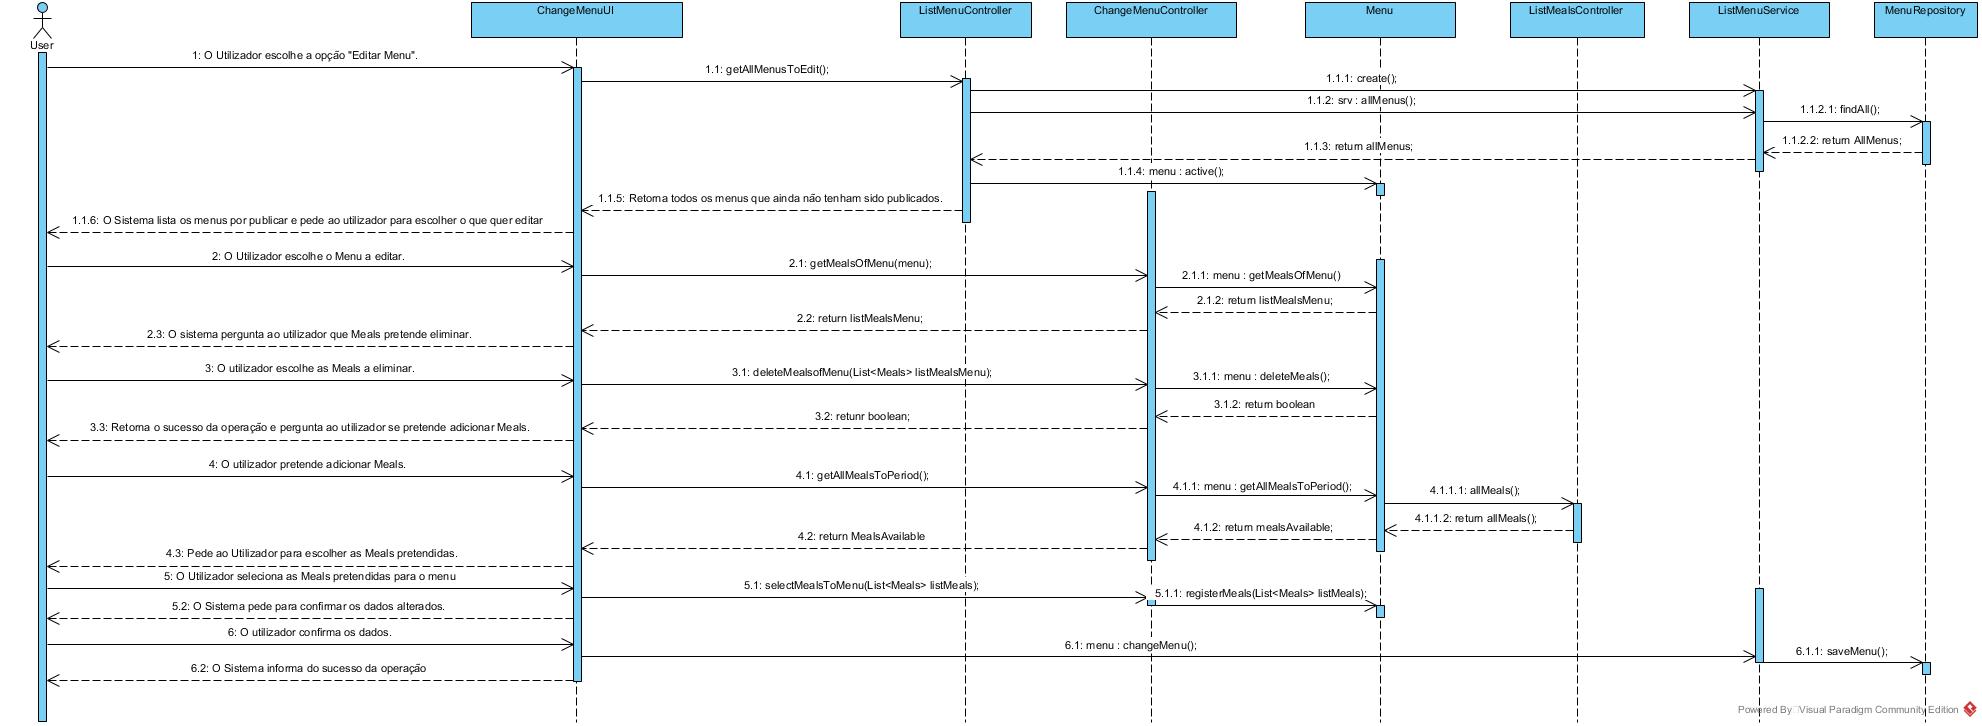 User
ChangeMenuUI
ListMenuController
ChangeMenuController
Menu
ListMealsController
ListMenuService
MenuRepository
1: O Utilizador escolhe a opção "Editar Menu".
1.1: getAllMenusToEdit();
1.1.1: create();
1.1.2: srv : allMenus();
1.1.2.1: findAll();
1.1.2.2: return AllMenus;
1.1.3: return allMenus;
1.1.4: menu : active();
1.1.5: Retorna todos os menus que ainda não tenham sido publicados.
1.1.6: O Sistema lista os menus por publicar e pede ao utilizador para escolher o que quer editar
2: O Utilizador escolhe o Menu a editar.
2.1: getMealsOfMenu(menu);
2.1.1: menu : getMealsOfMenu()
2.1.2: return listMealsMenu;
2.2: return listMealsMenu;
2.3: O sistema pergunta ao utilizador que Meals pretende eliminar.
3: O utilizador escolhe as Meals a eliminar.
3.1: deleteMealsofMenu(List<Meals> listMealsMenu);
3.1.1: menu : deleteMeals();
3.1.2: return boolean
3.2: retunr boolean;
3.3: Retorna o sucesso da operação e pergunta ao utilizador se pretende adicionar Meals.
4: O utilizador pretende adicionar Meals.
4.1: getAllMealsToPeriod();
4.1.1: menu : getAllMealsToPeriod();
4.1.1.1: allMeals();
4.1.1.2: return allMeals();
4.1.2: return mealsAvailable;
4.2: return MealsAvailable
4.3: Pede ao Utilizador para escolher as Meals pretendidas.
5: O Utilizador seleciona as Meals pretendidas para o menu
5.1: selectMealsToMenu(List<Meals> listMeals);
5.1.1: registerMeals(List<Meals> listMeals);
5.2: O Sistema pede para confirmar os dados alterados.
6: O utilizador confirma os dados.
6.1: menu : changeMenu();
6.1.1: saveMenu();
6.2: O Sistema informa do sucesso da operação
Powered By Visual Paradigm Community Edition